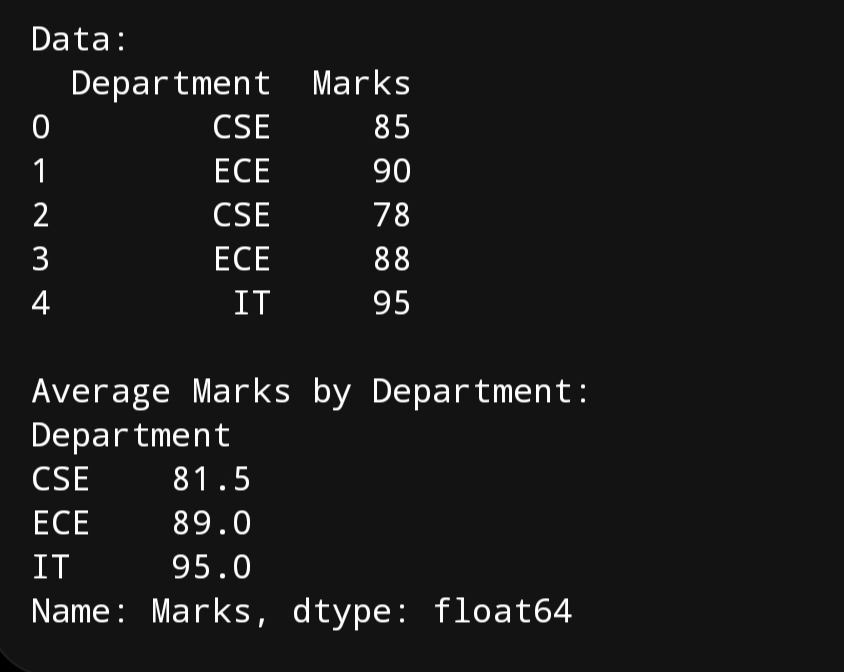 Data:
  Department  Marks
0        CSE     85
1        ECE     90
2        CSE     78
3        ECE     88
4         IT     95

Average Marks by Department:
Department
CSE    81.5
ECE    89.0
IT     95.0
Name: Marks, dtype: float64